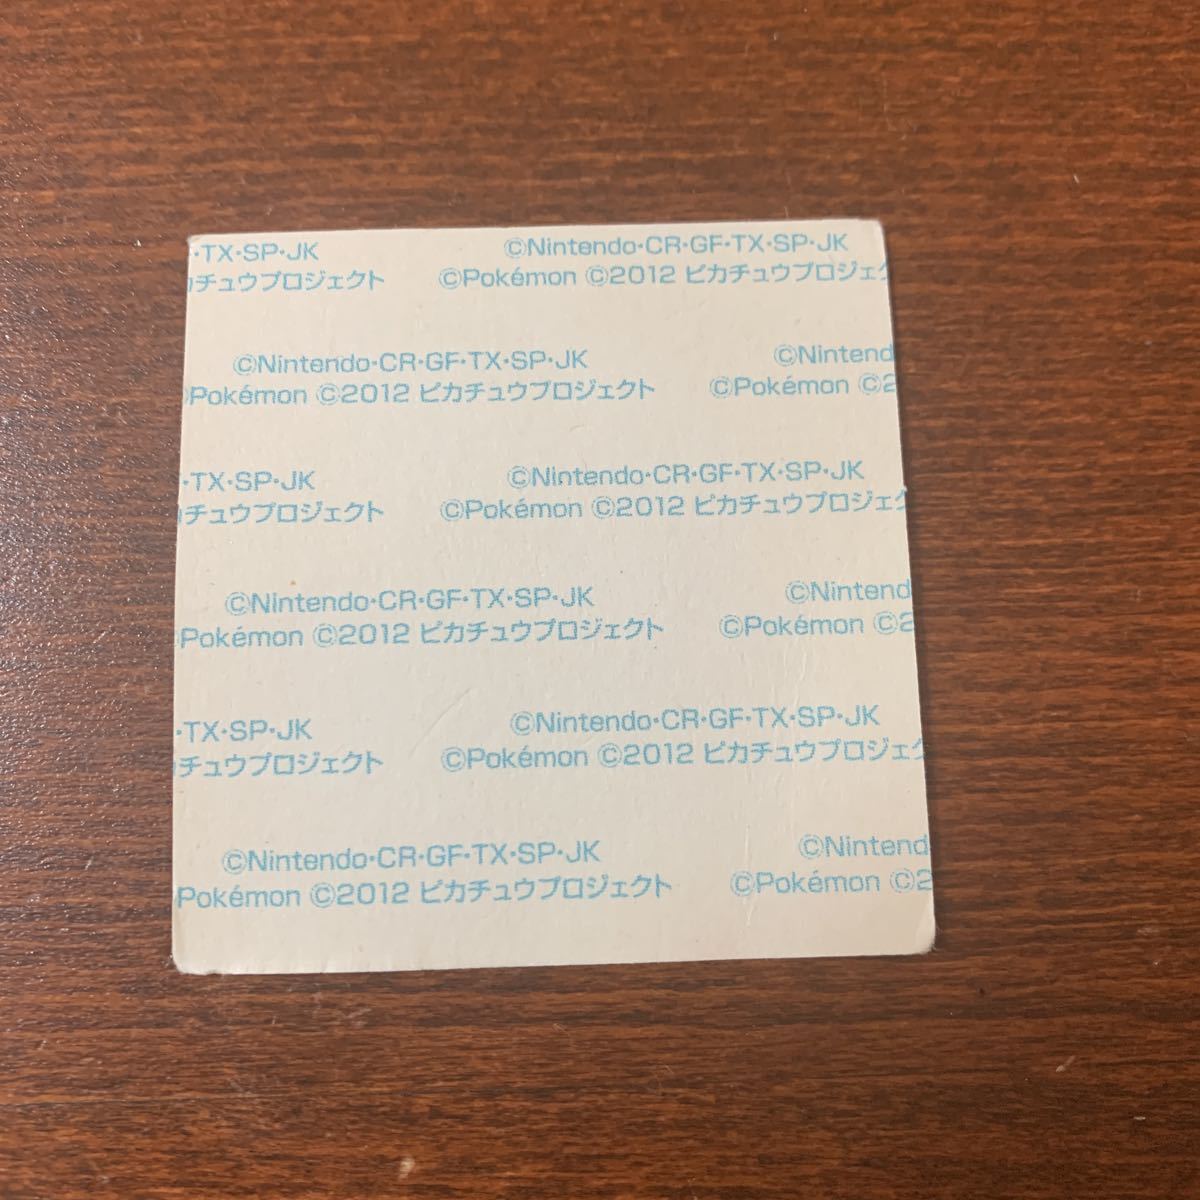 ·TX·SP·JK ©Nintendo·CR·GF·TX·SP·JK
チュウプロジェクト ©Pokémon ©2012 ピカチュウプロジェク
©Nintendo·CR·GF·TX·SP·JK ©Nintend
©Pokémon ©2012 ピカチュウプロジェクト ©Pokémon ©2
·TX·SP·JK ©Nintendo·CR·GF·TX·SP·JK
チュウプロジェクト ©Pokémon ©2012 ピカチュウプロジェク
©Nintendo·CR·GF·TX·SP·JK ©Nintend
Pokémon ©2012 ピカチュウプロジェクト ©Pokémon ©2
·TX·SP·JK ©Nintendo·CR·GF·TX·SP·JK
チュウプロジェクト ©Pokémon ©2012 ピカチュウプロジェク
©Nintendo·CR·GF·TX·SP·JK ©Nintend
Pokémon ©2012 ピカチュウプロジェクト ©Pokémon ©2